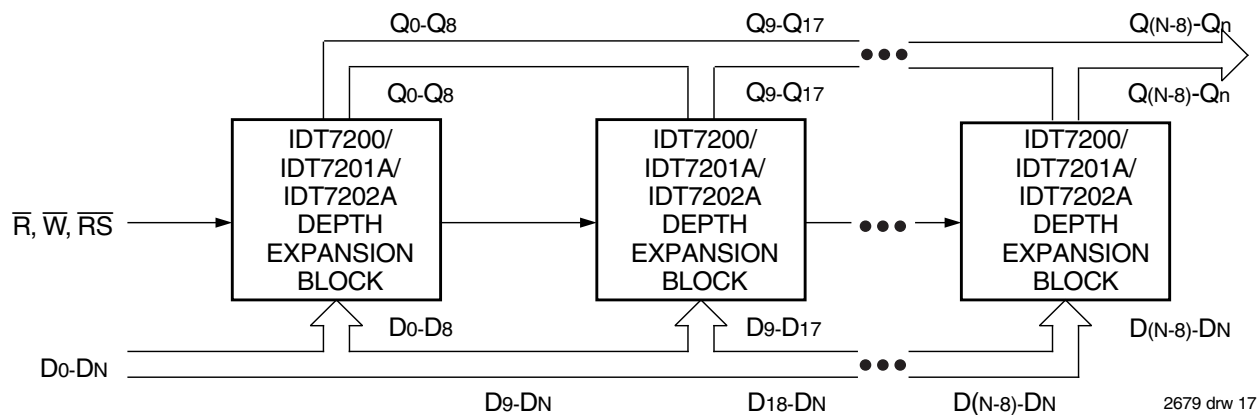 Q0-Q8 Q9-Q17 Q(N-8)-Qn
Q0-Q8 Q9-Q17 Q(N-8)-Qn
IDT7200/
IDT7201A/
IDT7202A
DEPTH
EXPANSION
BLOCK
IDT7200/
IDT7201A/
IDT7202A
DEPTH
EXPANSION
BLOCK
IDT7200/
IDT7201A/
IDT7202A
DEPTH
EXPANSION
BLOCK
R̅, W̅, R̅S̅
D0-D8 D9-D17 D(N-8)-DN
D0-DN
D9-DN D18-DN D(N-8)-DN
2679 drw 17